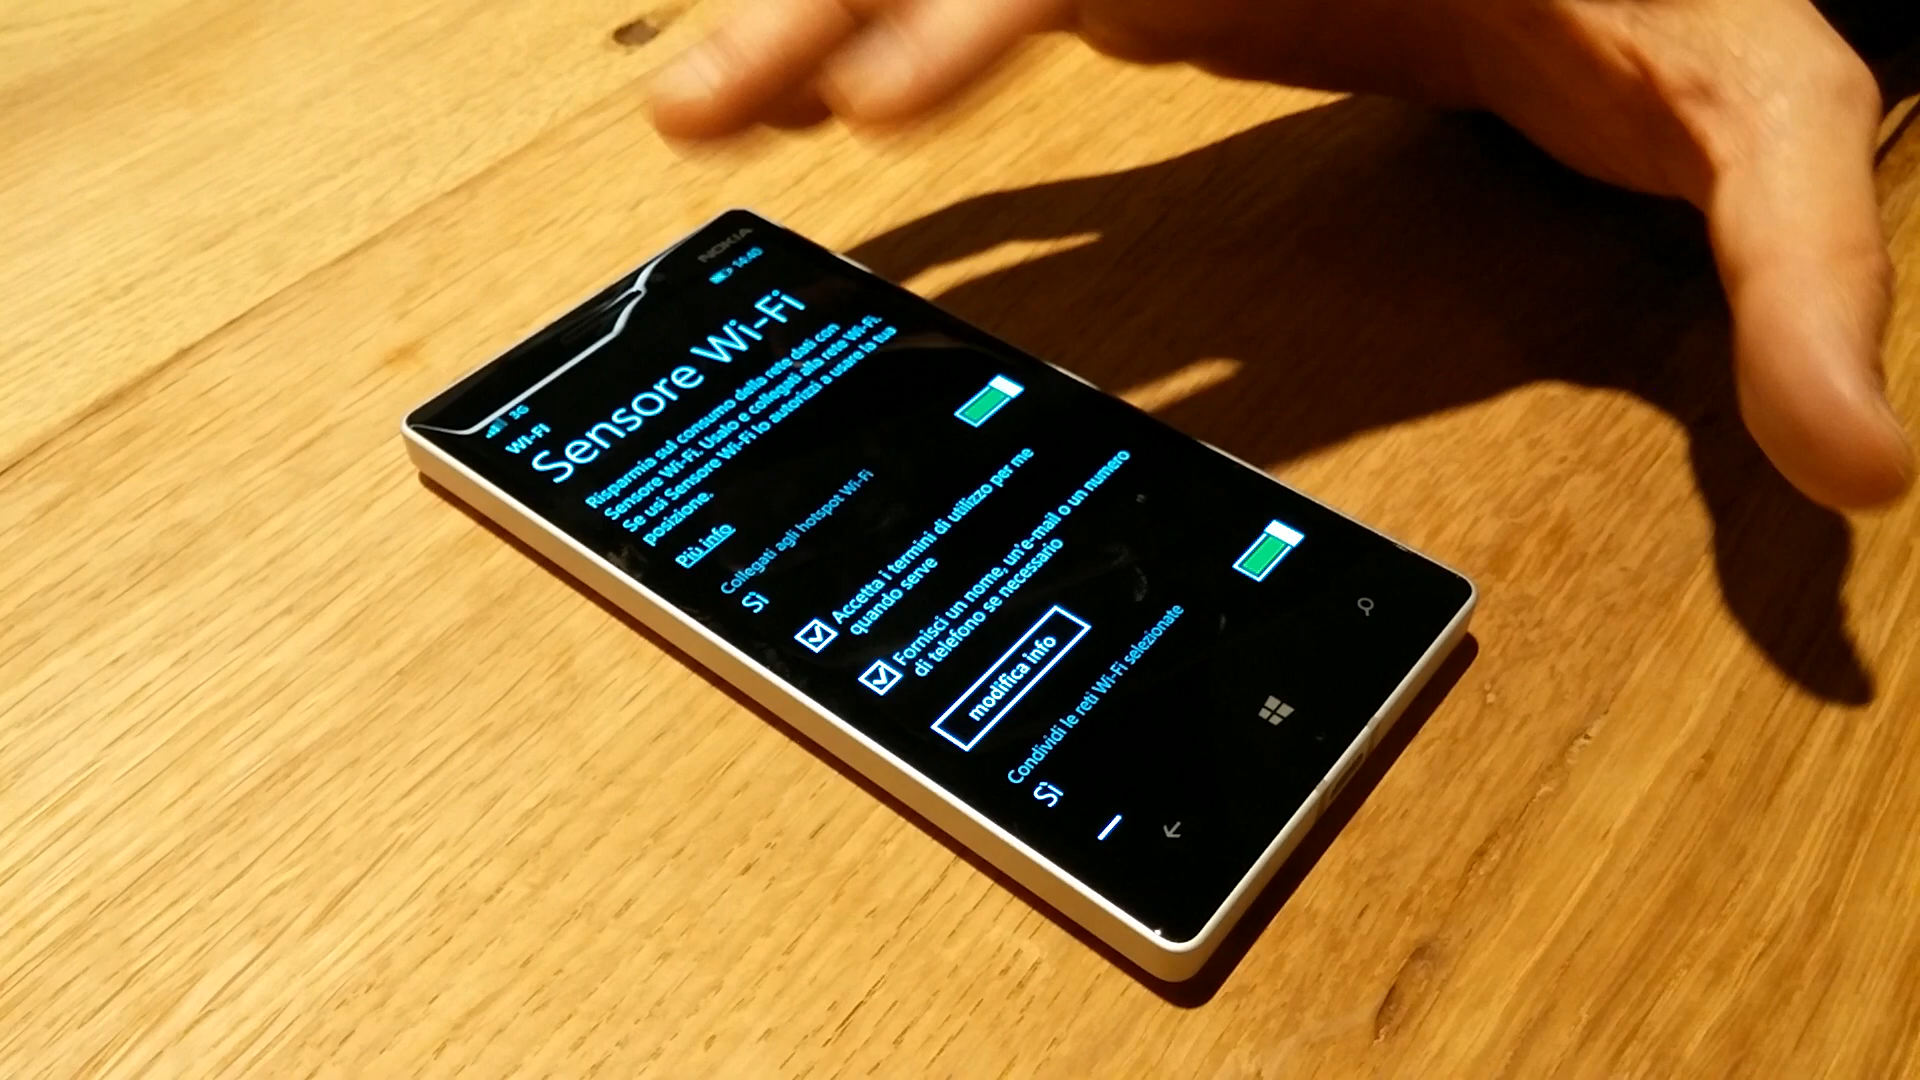 NOKIA
3G 14:40
WI-FI
Sensore Wi-Fi
Risparmia sul consumo della rete dati con
Sensore Wi-Fi. Usalo e collegati alla rete Wi-Fi.
Se usi Sensore Wi-Fi lo autorizzi a usare la tua
posizione.
Più info
Collegati agli hotspot Wi-Fi
Sì
Accetta i termini di utilizzo per me
quando serve
Fornisci un nome, un'e-mail o un numero
di telefono se necessario
modifica info
Condividi le reti Wi-Fi selezionate
Sì